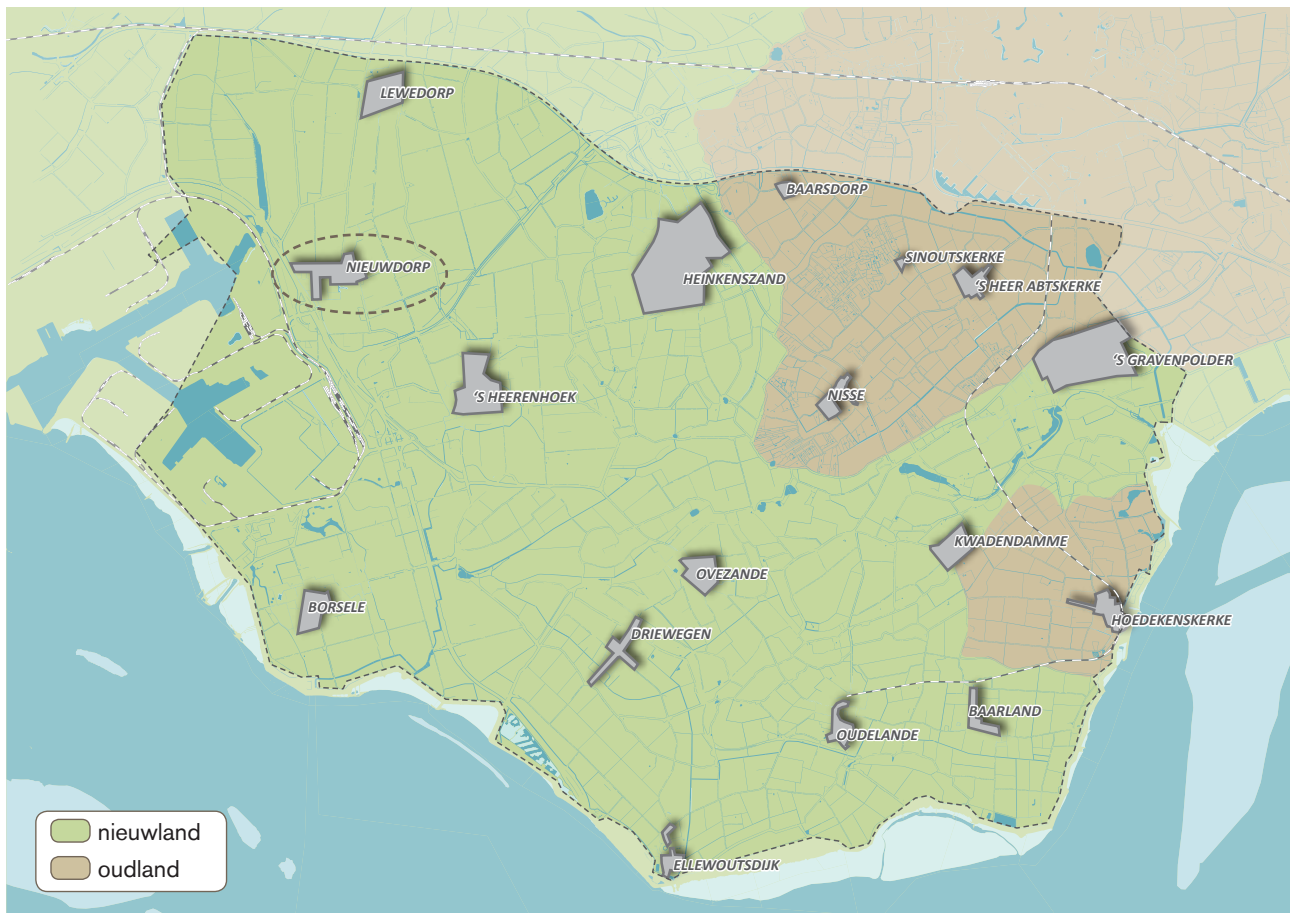 LEWEDORP
BAARSDORP
SINOUTSKERKE
NIEUWDORP
HEINKENSZAND
'S HEER ABTSKERKE
'S GRAVENPOLDER
'S HEERENHOEK
NISSE
KWADENDAMME
OVEZANDE
BORSELE
HOEDEKENSKERKE
DRIEWEGEN
BAARLAND
OUDELANDE
ELLEWOUTSDIJK
nieuwland
oudland